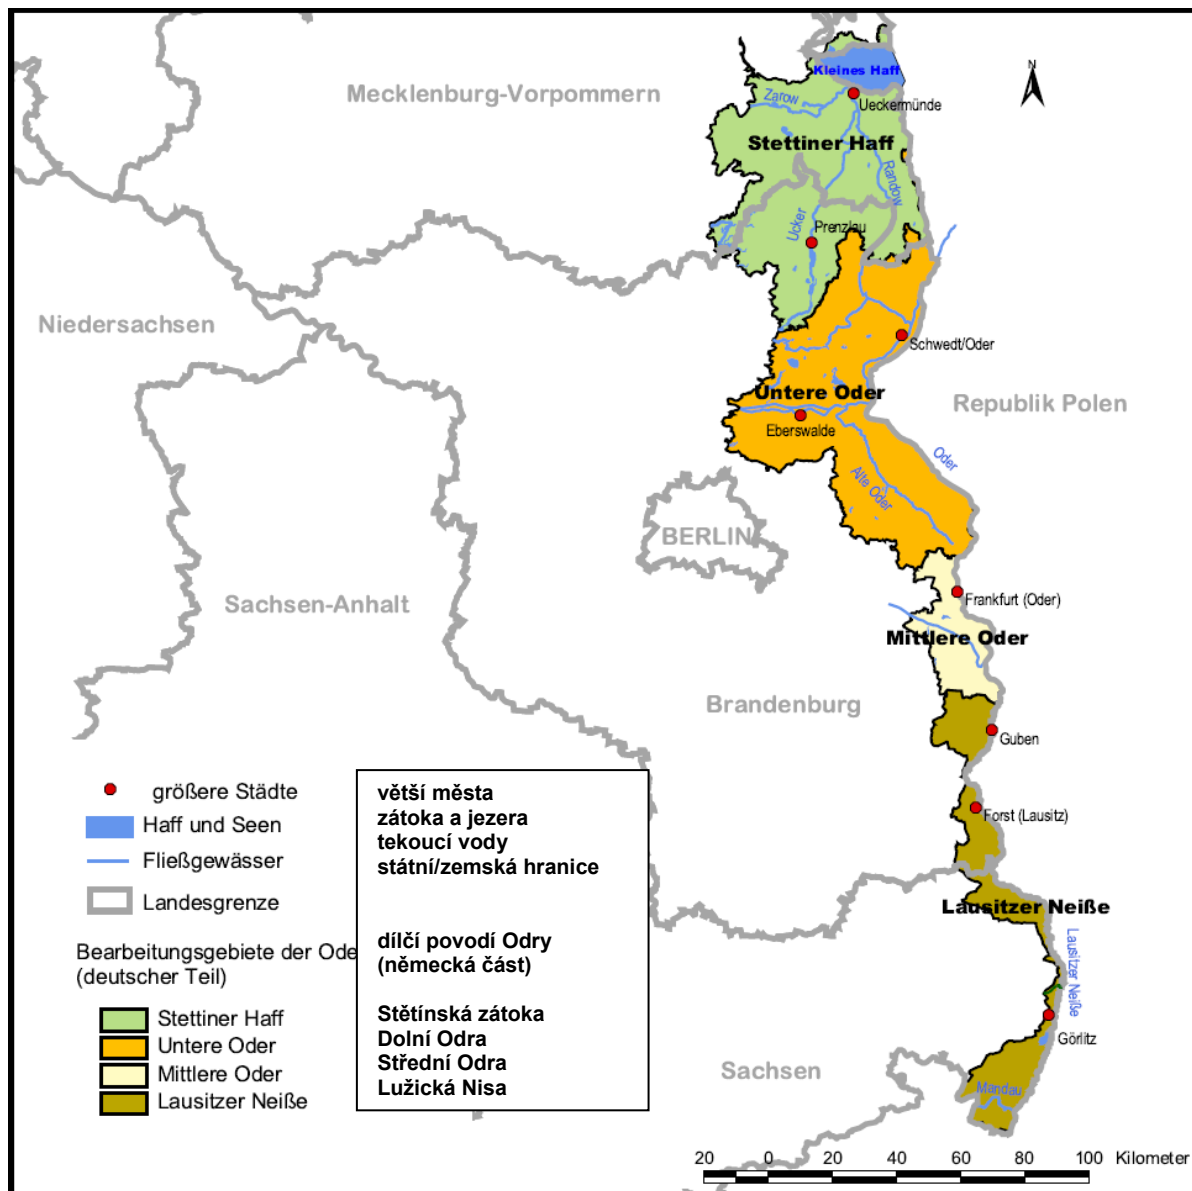 N
Kleines Haff
Mecklenburg-Vorpommern
Zarow
Ueckermünde
Stettiner Haff
Randow
Ucker
Prenzlau
Niedersachsen
Schwedt/Oder
Untere Oder
Republik Polen
Eberswalde
Oder
Alte Oder
BERLIN
Sachsen-Anhalt
Frankfurt (Oder)
Mittlere Oder
Brandenburg
Guben
Forst (Lausitz)
Lausitzer Neiße
Lausitzer Neiße
Görlitz
Sachsen
Mandau
größere Städte
Haff und Seen
Fließgewässer
Landesgrenze
Bearbeitungsgebiete der Ode
(deutscher Teil)
Stettiner Haff
Untere Oder
Mittlere Oder
Lausitzer Neiße
větší města
zátoka a jezera
tekoucí vody
státní/zemská hranice
dílčí povodí Odry
(německá část)
Stětínská zátoka
Dolní Odra
Střední Odra
Lužická Nisa
20 0 20 40 60 80 100 Kilometer